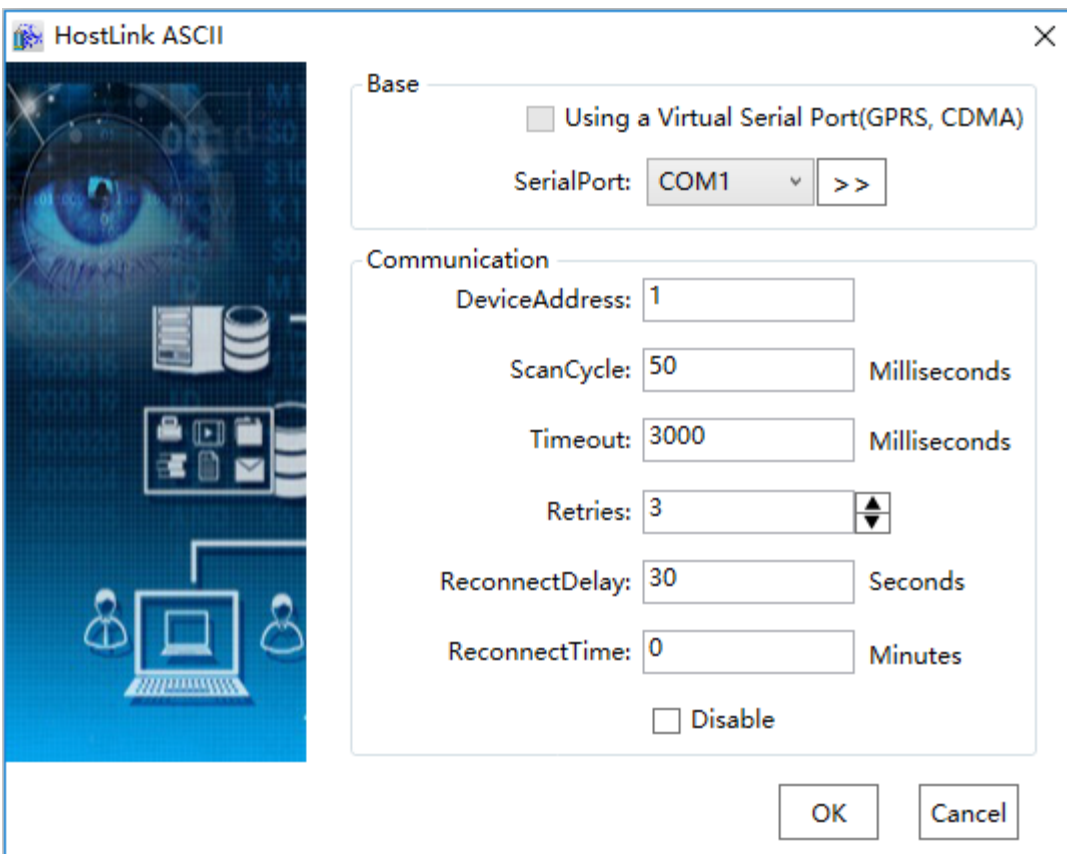 HostLink ASCII
Base
Using a Virtual Serial Port(GPRS, CDMA)
SerialPort: COM1 >>
Communication
DeviceAddress: 1
ScanCycle: 50 Milliseconds
Timeout: 3000 Milliseconds
Retries: 3
ReconnectDelay: 30 Seconds
ReconnectTime: 0 Minutes
Disable
OK Cancel